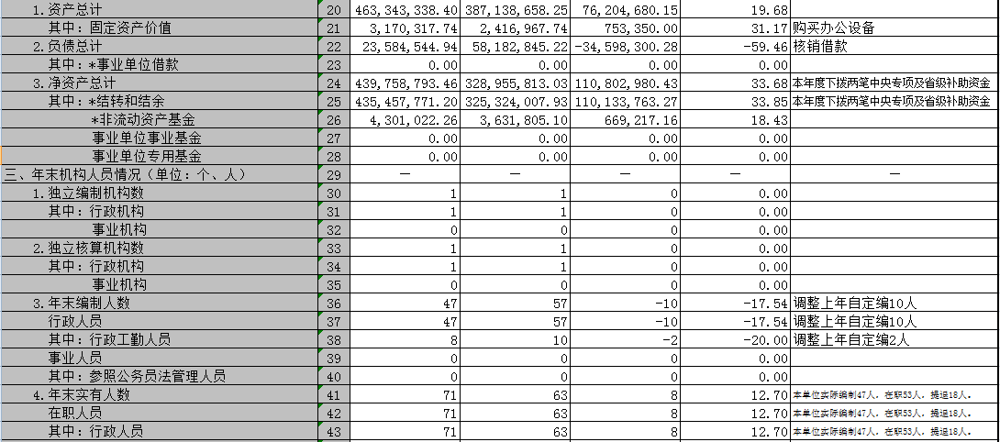 1.资产总计 20 463,343,338.40 387,138,658.25 76,204,680.15 19.68
其中：固定资产价值 21 3,170,317.74 2,416,967.74 753,350.00 31.17 购买办公设备
2.负债总计 22 23,584,544.94 58,182,845.22 -34,598,300.28 -59.46 核销借款
其中：*事业单位借款 23 0.00 0.00 0.00 0.00
3.净资产总计 24 439,758,793.46 328,955,813.03 110,802,980.43 33.68 本年度下拨两笔中央专项及省级补助资金
其中：*结转和结余 25 435,457,771.20 325,324,007.93 110,133,763.27 33.85 本年度下拨两笔中央专项及省级补助资金
*非流动资产基金 26 4,301,022.26 3,631,805.10 669,217.16 18.43
事业单位事业基金 27 0.00 0.00 0.00 0.00
事业单位专用基金 28 0.00 0.00 0.00 0.00
三、年末机构人员情况（单位：个、人） 29 — — — — —
1.独立编制机构数 30 1 1 0 0.00
其中：行政机构 31 1 1 0 0.00
事业机构 32 0 0 0 0.00
2.独立核算机构数 33 1 1 0 0.00
其中：行政机构 34 1 1 0 0.00
事业机构 35 0 0 0 0.00
3.年末编制人数 36 47 57 -10 -17.54 调整上年自定编10人
行政人员 37 47 57 -10 -17.54 调整上年自定编10人
其中：行政工勤人员 38 8 10 -2 -20.00 调整上年自定编2人
事业人员 39 0 0 0 0.00
其中：参照公务员法管理人员 40 0 0 0 0.00
4.年末实有人数 41 71 63 8 12.70 本单位实际编制47人，在职53人，提退18人。
在职人员 42 71 63 8 12.70 本单位实际编制47人，在职53人，提退18人。
其中：行政人员 43 71 63 8 12.70 本单位实际编制47人，在职53人，提退18人。